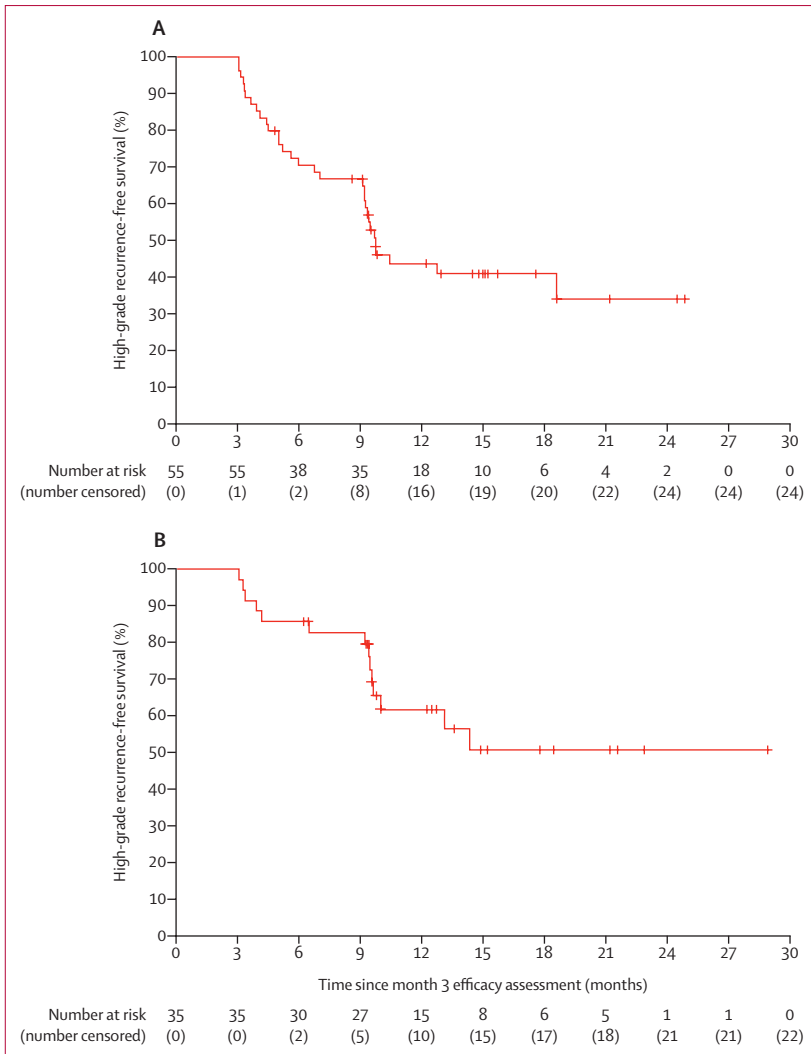 A
High-grade recurrence-free survival (%)
100
90
80
70
60
50
40
30
20
10
0
0 3 6 9 12 15 18 21 24 27 30
Number at risk 55 55 38 35 18 10 6 4 2 0 0
(number censored) (0) (1) (2) (8) (16) (19) (20) (22) (24) (24) (24)
B
High-grade recurrence-free survival (%)
100
90
80
70
60
50
40
30
20
10
0
0 3 6 9 12 15 18 21 24 27 30
Time since month 3 efficacy assessment (months)
Number at risk 35 35 30 27 15 8 6 5 1 1 0
(number censored) (0) (0) (2) (5) (10) (15) (17) (18) (21 (21) (22)